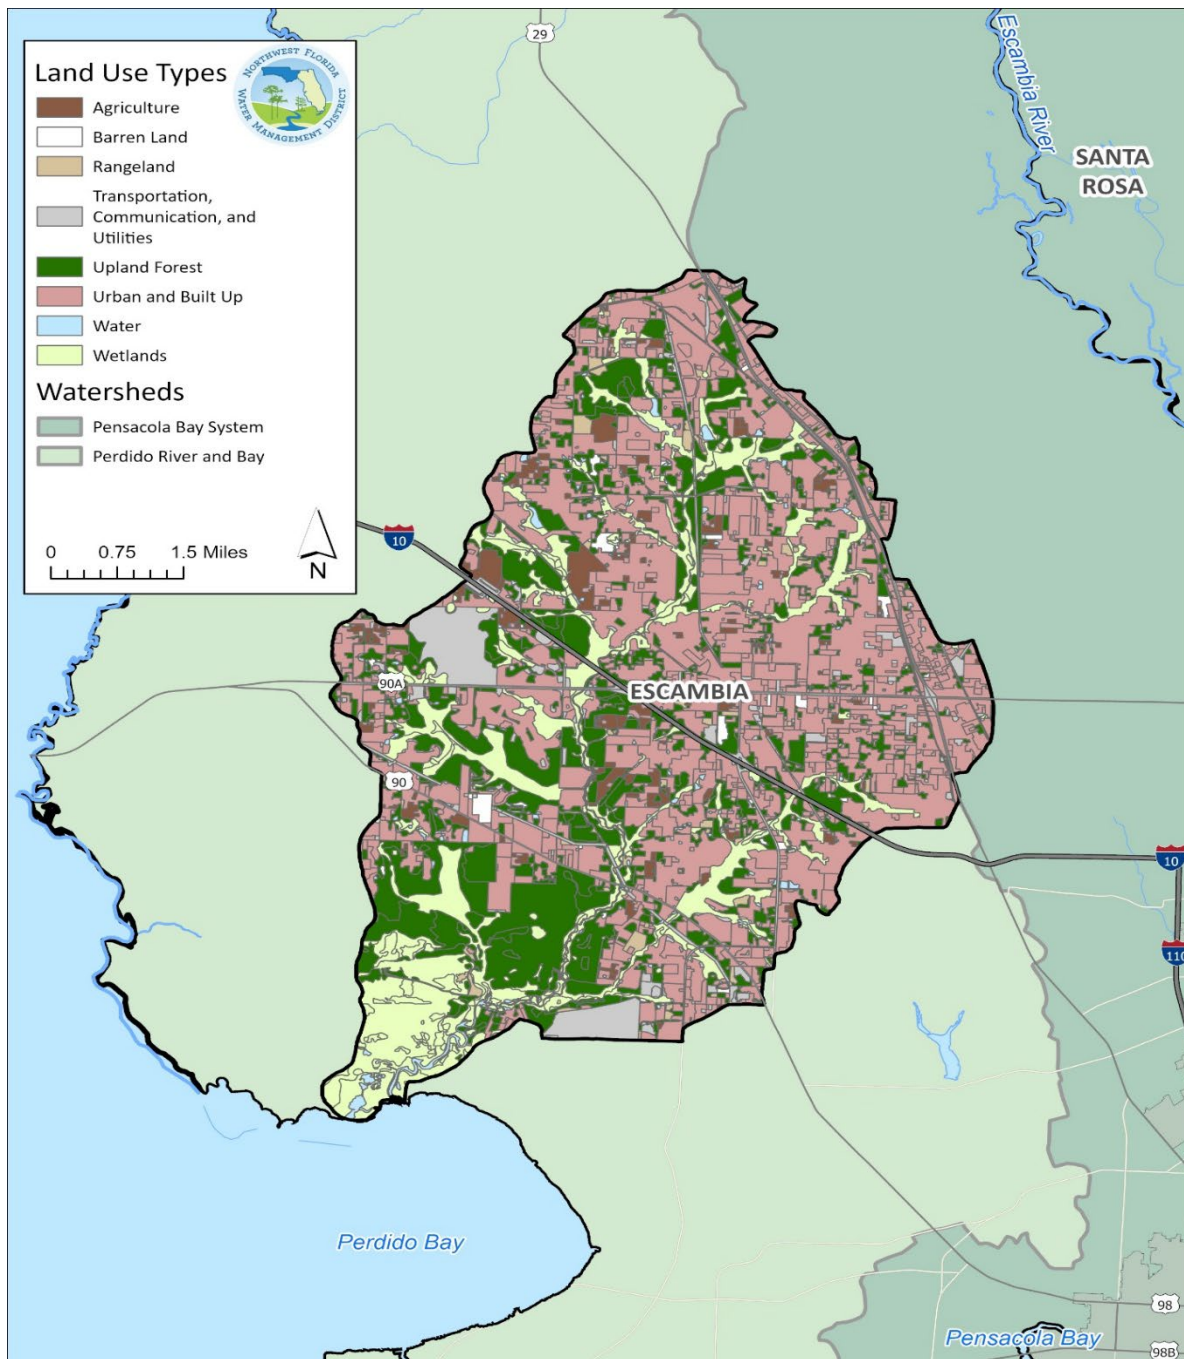 Land Use Types
NORTHWEST FLORIDA
WATER MANAGEMENT DISTRICT
Agriculture
Barren Land
Rangeland
Transportation,
Communication, and
Utilities
Upland Forest
Urban and Built Up
Water
Wetlands
Watersheds
Pensacola Bay System
Perdido River and Bay
0 0.75 1.5 Miles
N
29
Escambia River
SANTA
ROSA
10
90A
ESCAMBIA
90
10
110
Perdido Bay
98
Pensacola Bay
98B